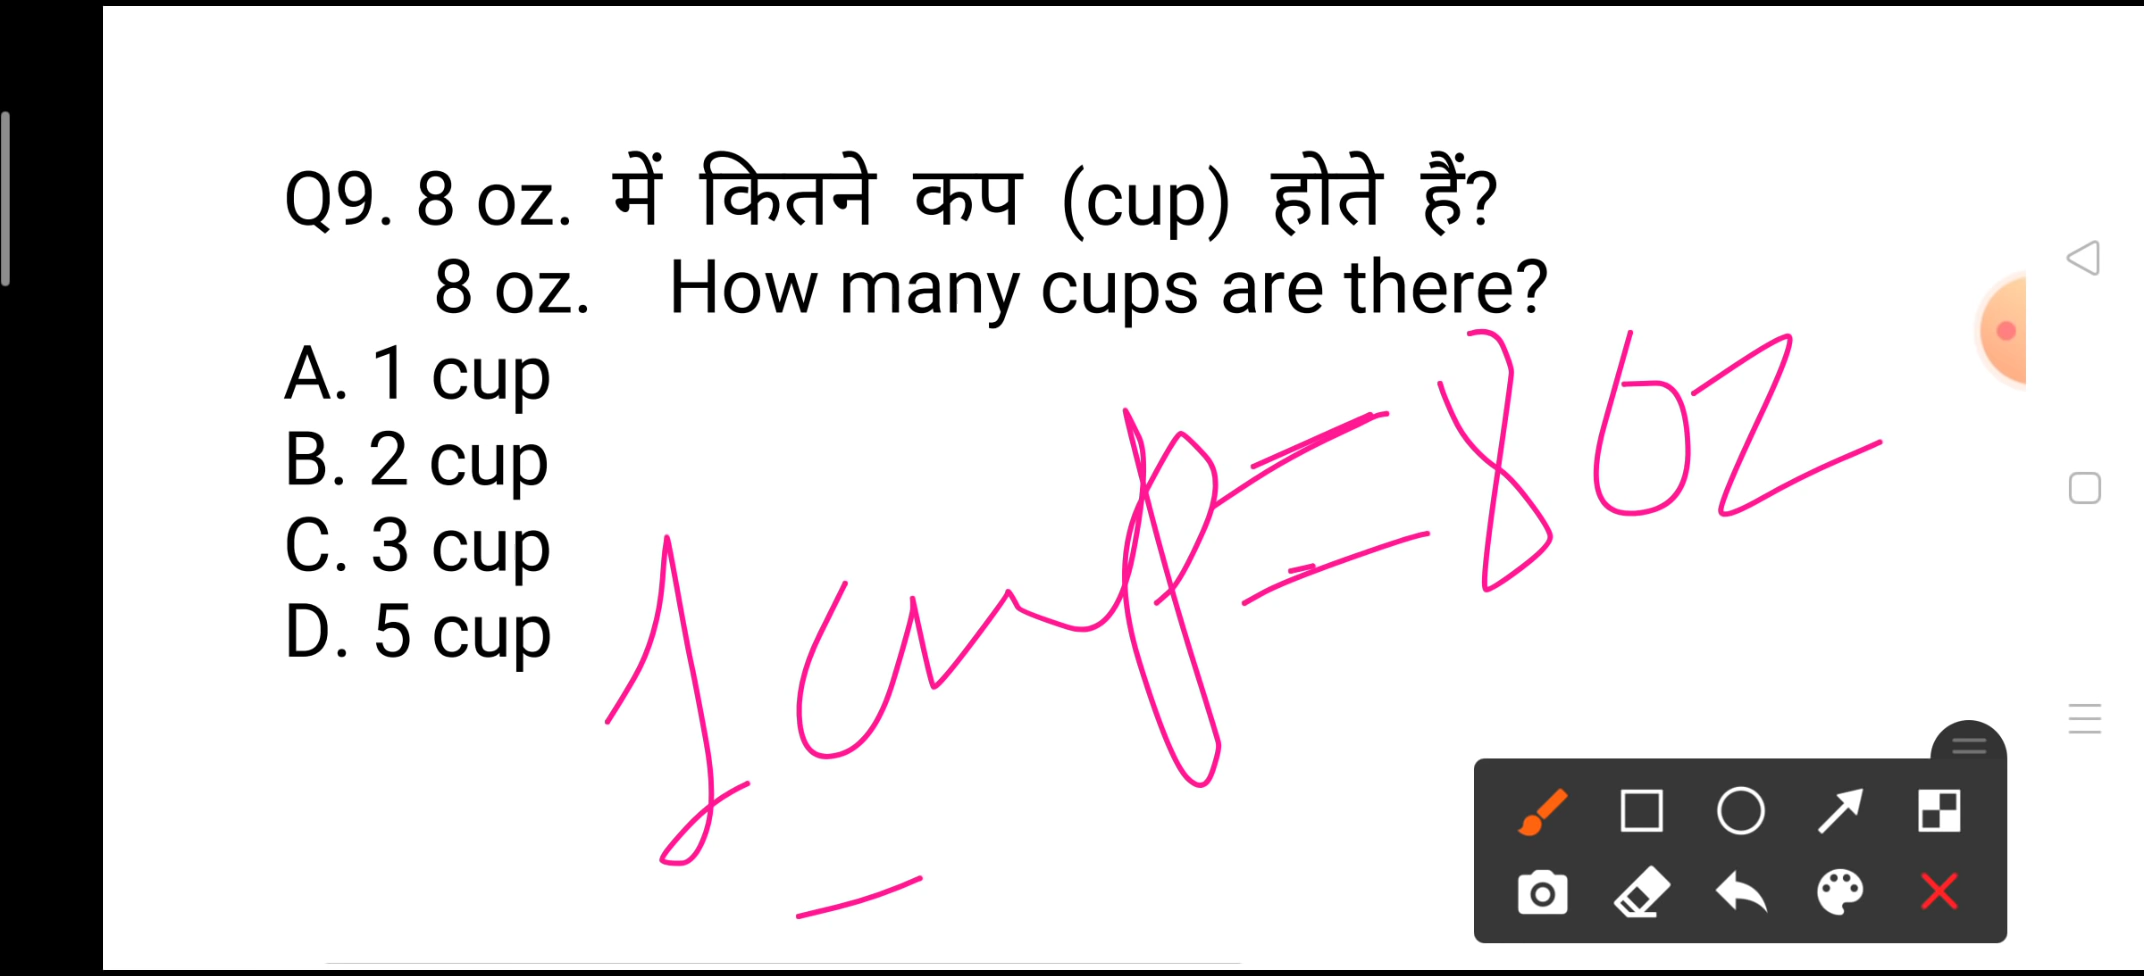 Q9. 8 oz. में कितने कप (cup) होते हैं?
8 oz. How many cups are there?
A. 1 cup
B. 2 cup
C. 3 cup
D. 5 cup
1 cup = 8 oz